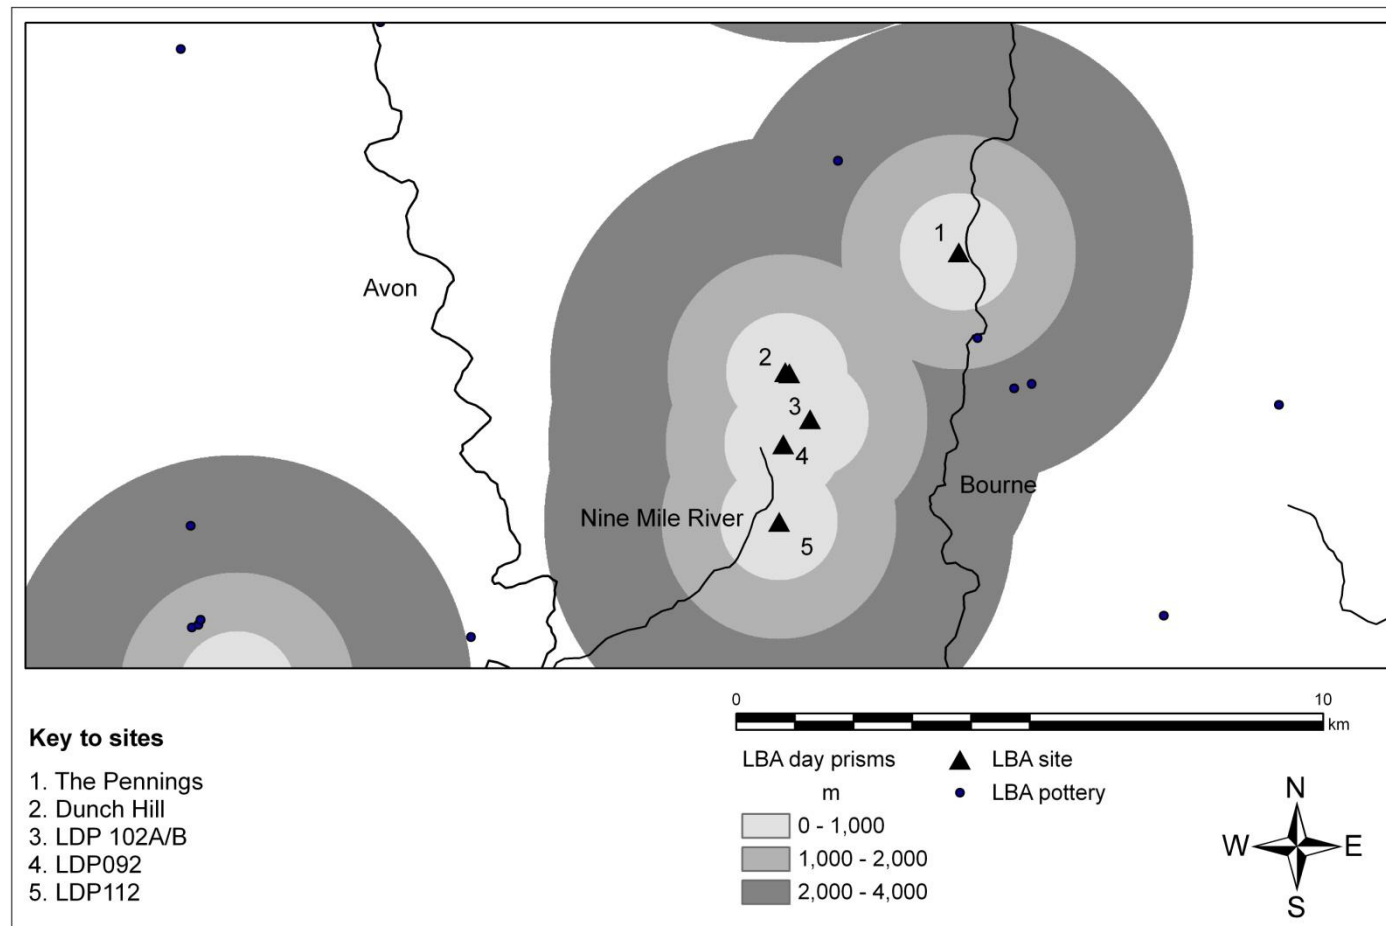 1
Avon
2
3
4
Bourne
Nine Mile River
5
0 10
km
Key to sites
1. The Pennings
2. Dunch Hill
3. LDP 102A/B
4. LDP092
5. LDP112
LBA day prisms
m
0 - 1,000
1,000 - 2,000
2,000 - 4,000
LBA site
LBA pottery
N
W E
S